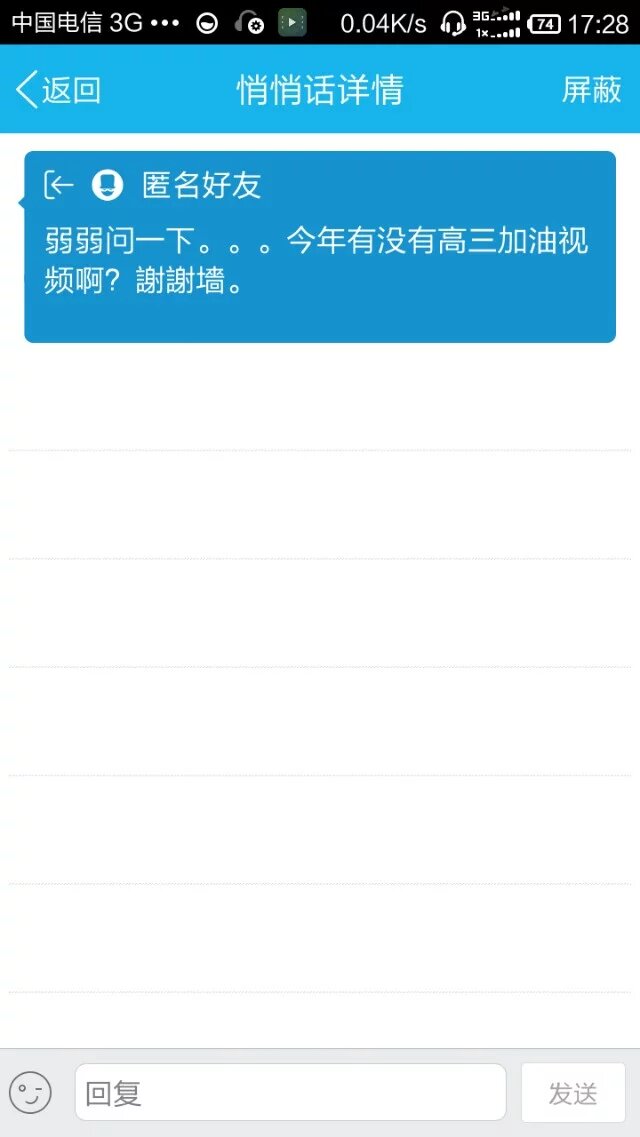 中国电信 3G ••• 0.04K/s 3G 1x 74 17:28
返回 悄悄话详情 屏蔽
匿名好友
弱弱问一下。。。今年有没有高三加油视
频啊？謝謝墙。
回复 发送